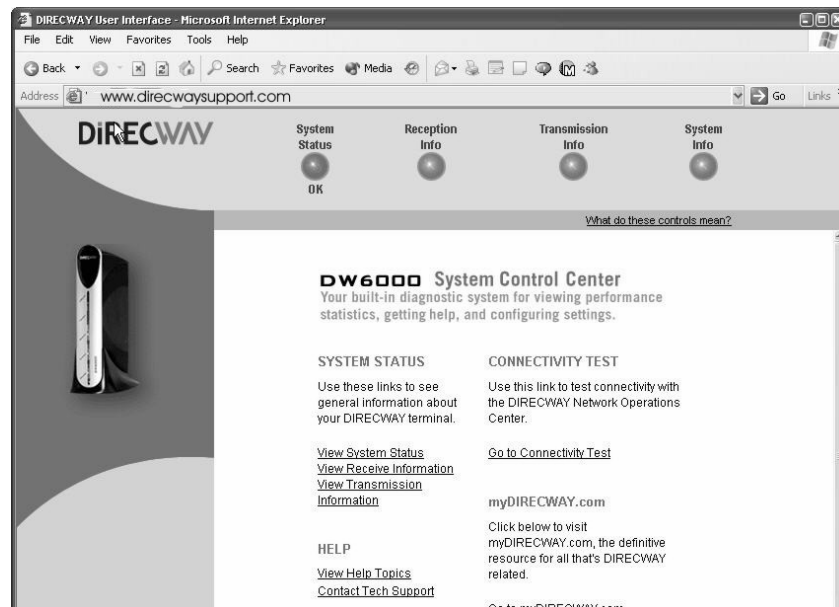 DIRECWAY User Interface - Microsoft Internet Explorer
File Edit View Favorites Tools Help
Back Search Favorites Media
Address www.direcwaysupport.com Go Links
DiRECWAY
System Status
OK
Reception Info
Transmission Info
System Info
What do these controls mean?
DW6000 System Control Center
Your built-in diagnostic system for viewing performance
statistics, getting help, and configuring settings.
SYSTEM STATUS
Use these links to see
general information about
your DIRECWAY terminal.
View System Status
View Receive Information
View Transmission
Information
HELP
View Help Topics
Contact Tech Support
CONNECTIVITY TEST
Use this link to test connectivity with
the DIRECWAY Network Operations
Center.
Go to Connectivity Test
myDIRECWAY.com
Click below to visit
myDIRECWAY.com, the definitive
resource for all that's DIRECWAY
related.
Go to myDIRECWAY.com